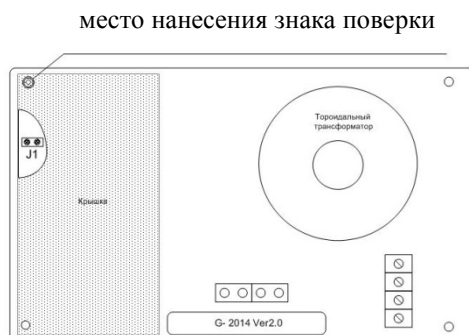 место нанесения знака поверки
Тороидальный
трансформатор
J1
Крышка
G- 2014 Ver2.0